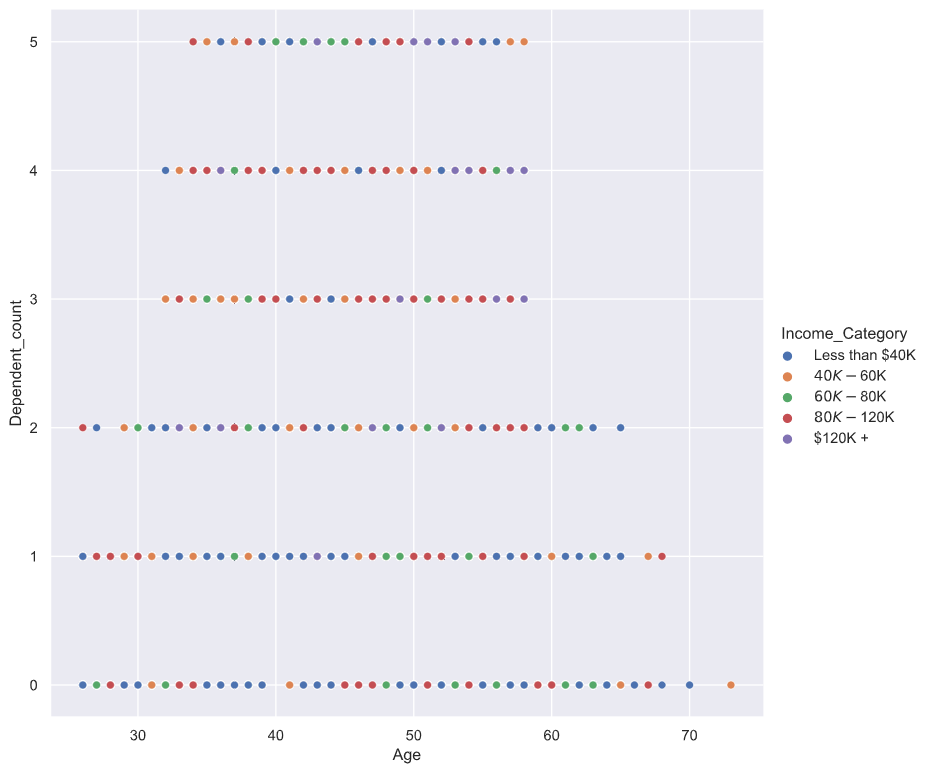 5
4
3
2
1
0
Dependent_count
30 40 50 60 70
Age
Income_Category
Less than $40K
40K − 60K
60K − 80K
80K − 120K
$120K +